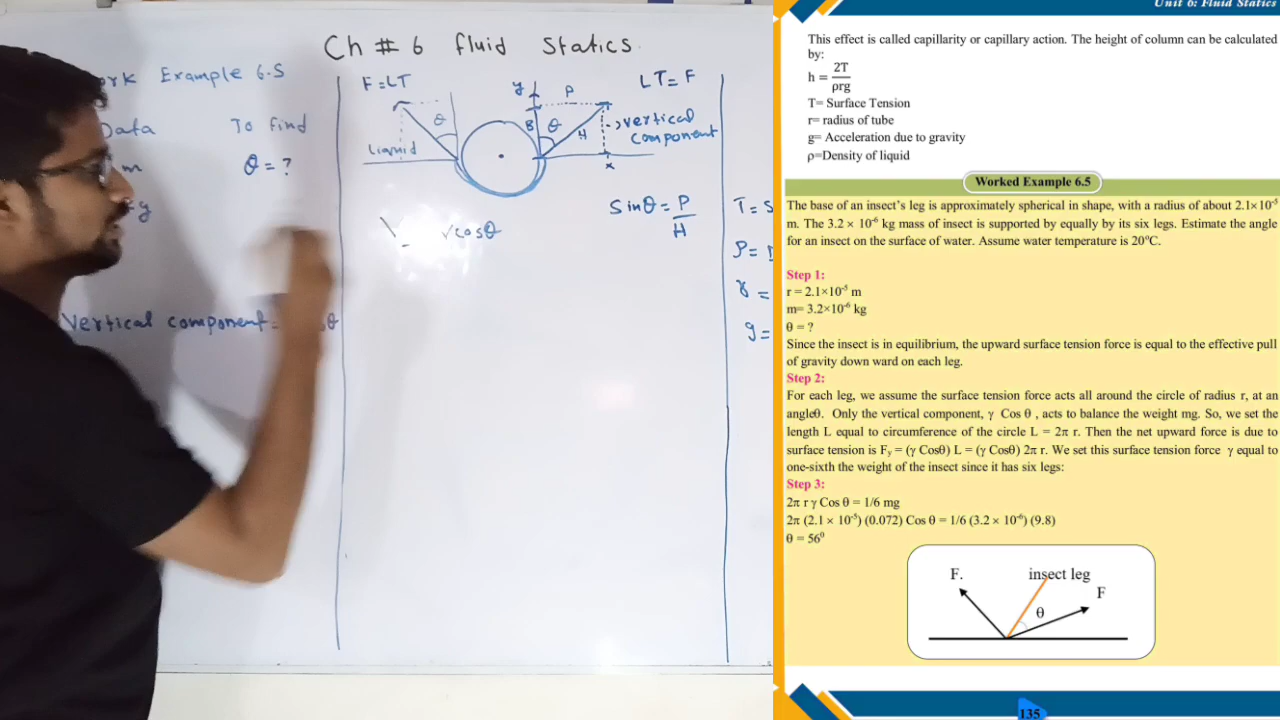 Ch # 6 fluid statics.
ork Example 6.5
Data To find
m θ = ?
g
Vertical component = θ
F=LT
LT=F
y
P
θ
B θ H
vertical
component
Liquid
x
Sinθ = P
H
γcosθ
T = S
ρ =
γ =
g =
Unit 6: Fluid Statics
This effect is called capillarity or capillary action. The height of column can be calculated
by:
h = 2T
ρrg
T= Surface Tension
r= radius of tube
g= Acceleration due to gravity
ρ=Density of liquid
Worked Example 6.5
The base of an insect's leg is approximately spherical in shape, with a radius of about 2.1×10⁻⁵
m. The 3.2 × 10⁻⁶ kg mass of insect is supported by equally by its six legs. Estimate the angle
for an insect on the surface of water. Assume water temperature is 20°C.
Step 1:
r = 2.1×10⁻⁵ m
m= 3.2×10⁻⁶ kg
θ = ?
Since the insect is in equilibrium, the upward surface tension force is equal to the effective pull
of gravity down ward on each leg.
Step 2:
For each leg, we assume the surface tension force acts all around the circle of radius r, at an
angleθ. Only the vertical component, γ Cos θ , acts to balance the weight mg. So, we set the
length L equal to circumference of the circle L = 2π r. Then the net upward force is due to
surface tension is Fᵧ = (γ Cosθ) L = (γ Cosθ) 2π r. We set this surface tension force γ equal to
one-sixth the weight of the insect since it has six legs:
Step 3:
2π r γ Cos θ = 1/6 mg
2π (2.1 × 10⁻⁵) (0.072) Cos θ = 1/6 (3.2 × 10⁻⁶) (9.8)
θ = 56⁰
F.
insect leg
F
θ
135